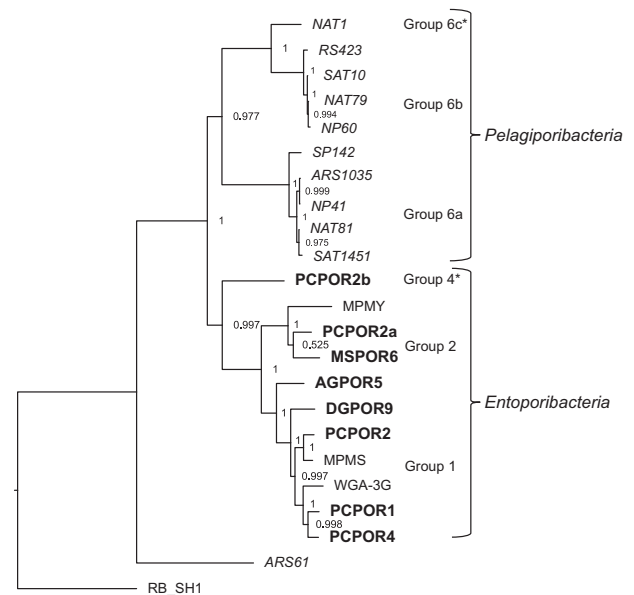 NAT1 Group 6c*
1 RS423
1 SAT10
1 NAT79 Group 6b
0.994
0.977 NP60 Pelagiporibacteria
SP142
1 ARS1035
0.999
NP41
1 NAT81 Group 6a
1 0.975
SAT1451
PCPOR2b Group 4*
MPMY
0.997 1 PCPOR2a
0.525 Group 2
MSPOR6
1 AGPOR5
1 DGPOR9 Entoporibacteria
PCPOR2
1 1
MPMS Group 1
0.997 WGA-3G
1 PCPOR1
0.998
PCPOR4
ARS61
RB_SH1